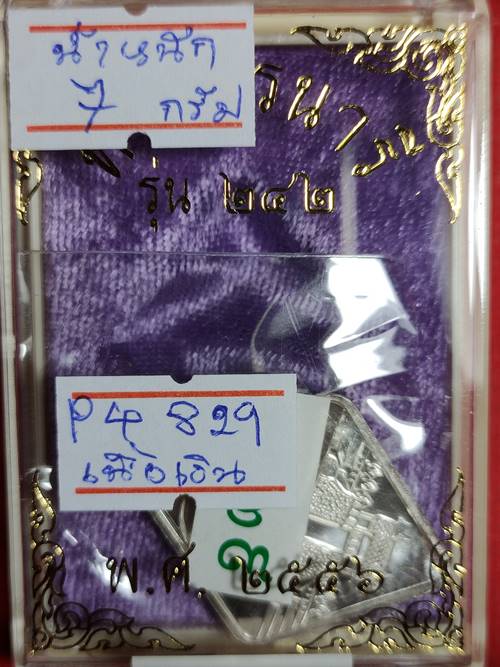 น้ำหนัก
7 กรัม
รุ่น ๒๔๒
P4 829
เนื้อเงิน
พ.ศ. ๒๕๕๖